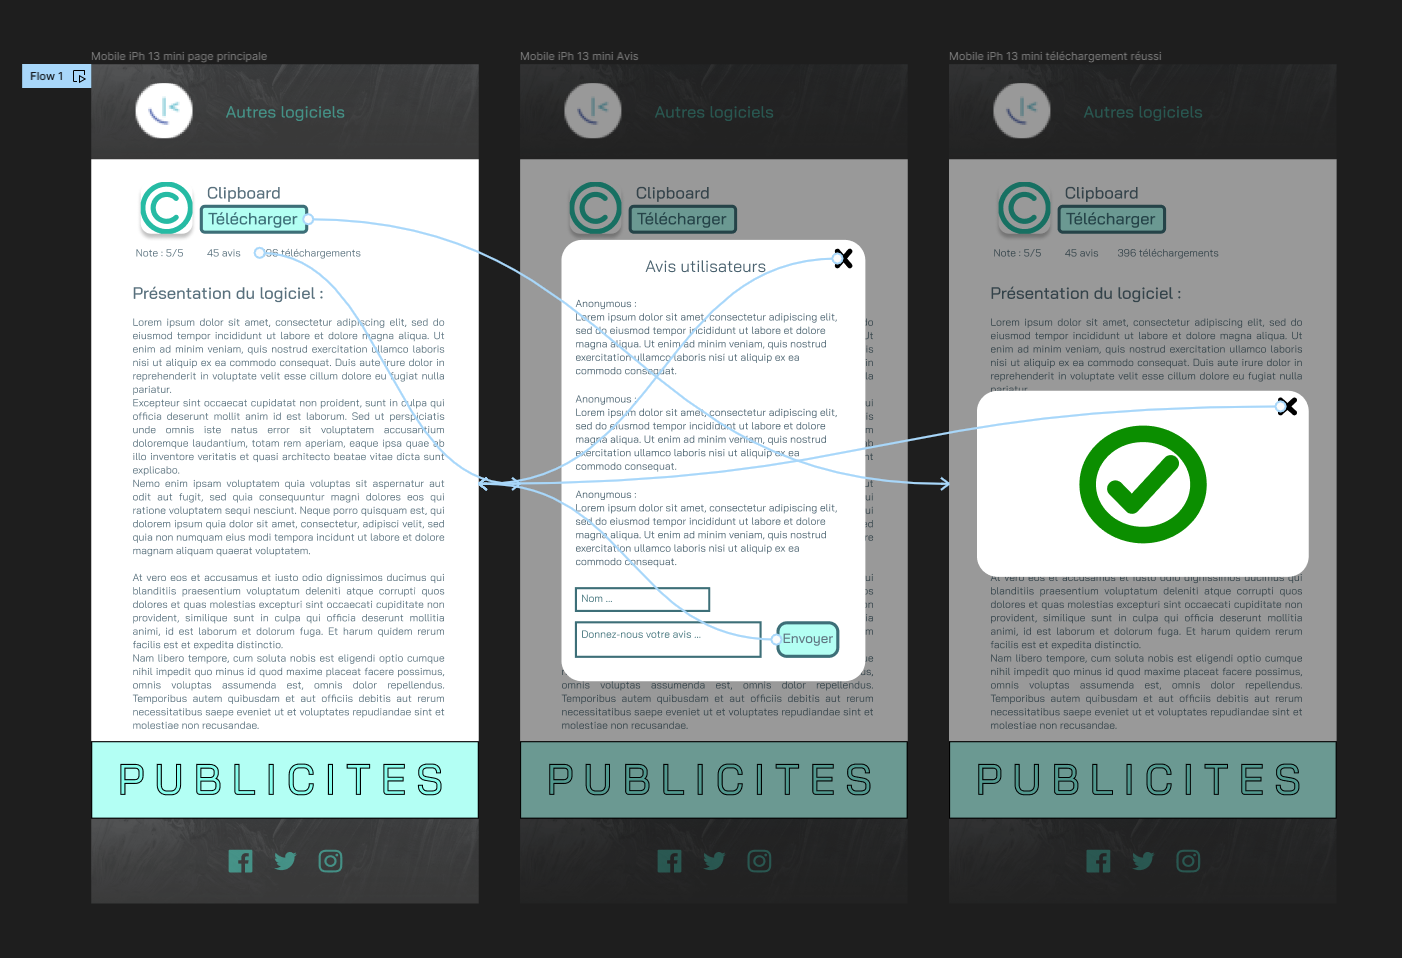 Mobile iPh 13 mini page principale
Flow 1
Autres logiciels
Clipboard
Télécharger
Note : 5/5
45 avis
396 téléchargements
Présentation du logiciel :
Lorem ipsum dolor sit amet, consectetur adipiscing elit, sed do
eiusmod tempor incididunt ut labore et dolore magna aliqua. Ut
enim ad minim veniam, quis nostrud exercitation ullamco laboris
nisi ut aliquip ex ea commodo consequat. Duis aute irure dolor in
reprehenderit in voluptate velit esse cillum dolore eu fugiat nulla
pariatur.
Excepteur sint occaecat cupidatat non proident, sunt in culpa qui
officia deserunt mollit anim id est laborum. Sed ut perspiciatis
unde omnis iste natus error sit voluptatem accusantium
doloremque laudantium, totam rem aperiam, eaque ipsa quae ab
illo inventore veritatis et quasi architecto beatae vitae dicta sunt
explicabo.
Nemo enim ipsam voluptatem quia voluptas sit aspernatur aut
odit aut fugit, sed quia consequuntur magni dolores eos qui
ratione voluptatem sequi nesciunt. Neque porro quisquam est, qui
dolorem ipsum quia dolor sit amet, consectetur, adipisci velit, sed
quia non numquam eius modi tempora incidunt ut labore et dolore
magnam aliquam quaerat voluptatem.
At vero eos et accusamus et iusto odio dignissimos ducimus qui
blanditiis praesentium voluptatum deleniti atque corrupti quos
dolores et quas molestias excepturi sint occaecati cupiditate non
provident, similique sunt in culpa qui officia deserunt mollitia
animi, id est laborum et dolorum fuga. Et harum quidem rerum
facilis est et expedita distinctio.
Nam libero tempore, cum soluta nobis est eligendi optio cumque
nihil impedit quo minus id quod maxime placeat facere possimus,
omnis voluptas assumenda est, omnis dolor repellendus.
Temporibus autem quibusdam et aut officiis debitis aut rerum
necessitatibus saepe eveniet ut et voluptates repudiandae sint et
molestiae non recusandae.
PUBLICITES
Mobile iPh 13 mini Avis
Autres logiciels
Clipboard
Télécharger
Avis utilisateurs
Anonymous :
Lorem ipsum dolor sit amet, consectetur adipiscing elit,
sed do eiusmod tempor incididunt ut labore et dolore
magna aliqua. Ut enim ad minim veniam, quis nostrud
exercitation ullamco laboris nisi ut aliquip ex ea
commodo consequat.
Anonymous :
Lorem ipsum dolor sit amet, consectetur adipiscing elit,
sed do eiusmod tempor incididunt ut labore et dolore
magna aliqua. Ut enim ad minim veniam, quis nostrud
exercitation ullamco laboris nisi ut aliquip ex ea
commodo consequat.
Anonymous :
Lorem ipsum dolor sit amet, consectetur adipiscing elit,
sed do eiusmod tempor incididunt ut labore et dolore
magna aliqua. Ut enim ad minim veniam, quis nostrud
exercitation ullamco laboris nisi ut aliquip ex ea
commodo consequat.
Nom ...
Donnez-nous votre avis ...
Envoyer
omnis voluptas assumenda est, omnis dolor repellendus.
Temporibus autem quibusdam et aut officiis debitis aut rerum
necessitatibus saepe eveniet ut et voluptates repudiandae sint et
molestiae non recusandae.
PUBLICITES
Mobile iPh 13 mini téléchargement réussi
Autres logiciels
Clipboard
Télécharger
Note : 5/5
45 avis
396 téléchargements
Présentation du logiciel :
Lorem ipsum dolor sit amet, consectetur adipiscing elit, sed do
eiusmod tempor incididunt ut labore et dolore magna aliqua. Ut
enim ad minim veniam, quis nostrud exercitation ullamco laboris
nisi ut aliquip ex ea commodo consequat. Duis aute irure dolor in
reprehenderit in voluptate velit esse cillum dolore eu fugiat nulla
pariatur.
At vero eos et accusamus et iusto odio dignissimos ducimus qui
blanditiis praesentium voluptatum deleniti atque corrupti quos
dolores et quas molestias excepturi sint occaecati cupiditate non
provident, similique sunt in culpa qui officia deserunt mollitia
animi, id est laborum et dolorum fuga. Et harum quidem rerum
facilis est et expedita distinctio.
Nam libero tempore, cum soluta nobis est eligendi optio cumque
nihil impedit quo minus id quod maxime placeat facere possimus,
omnis voluptas assumenda est, omnis dolor repellendus.
Temporibus autem quibusdam et aut officiis debitis aut rerum
necessitatibus saepe eveniet ut et voluptates repudiandae sint et
molestiae non recusandae.
PUBLICITES